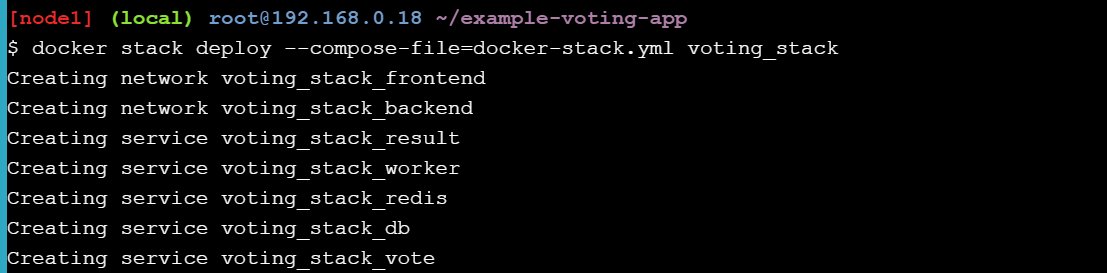 [node1] (local) root@192.168.0.18 ~/example-voting-app
$ docker stack deploy --compose-file=docker-stack.yml voting_stack
Creating network voting_stack_frontend
Creating network voting_stack_backend
Creating service voting_stack_result
Creating service voting_stack_worker
Creating service voting_stack_redis
Creating service voting_stack_db
Creating service voting_stack_vote